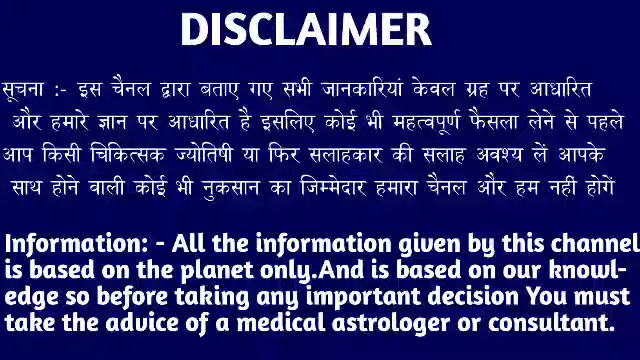 DISCLAIMER
सूचना :- इस चैनल द्वारा बताए गए सभी जानकारियां केवल ग्रह पर आधारित
और हमारे ज्ञान पर आधारित है इसलिए कोई भी महत्वपूर्ण फैसला लेने से पहले
आप किसी चिकित्सक ज्योतिषी या फिर सलाहकार की सलाह अवश्य लें आपके
साथ होने वाली कोई भी नुकसान का जिम्मेदार हमारा चैनल और हम नहीं होगें
Information: - All the information given by this channel
is based on the planet only.And is based on our knowl-
edge so before taking any important decision You must
take the advice of a medical astrologer or consultant.